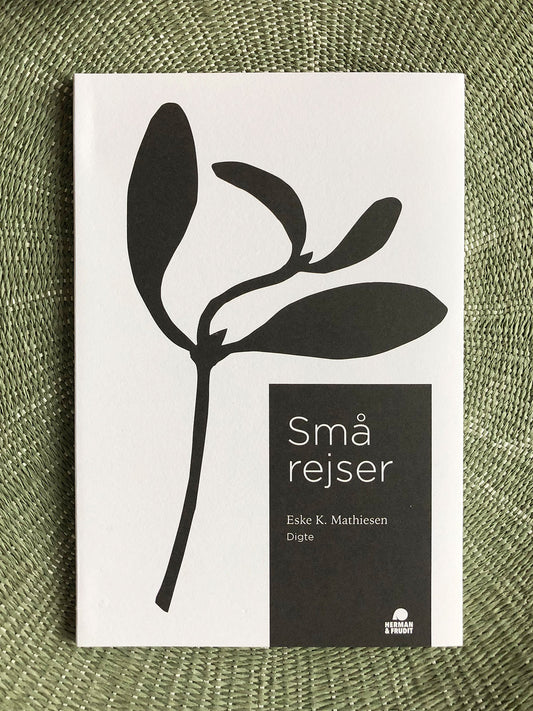 Små
rejser
Eske K. Mathiesen
Digte
HERMAN
& FRUDIT